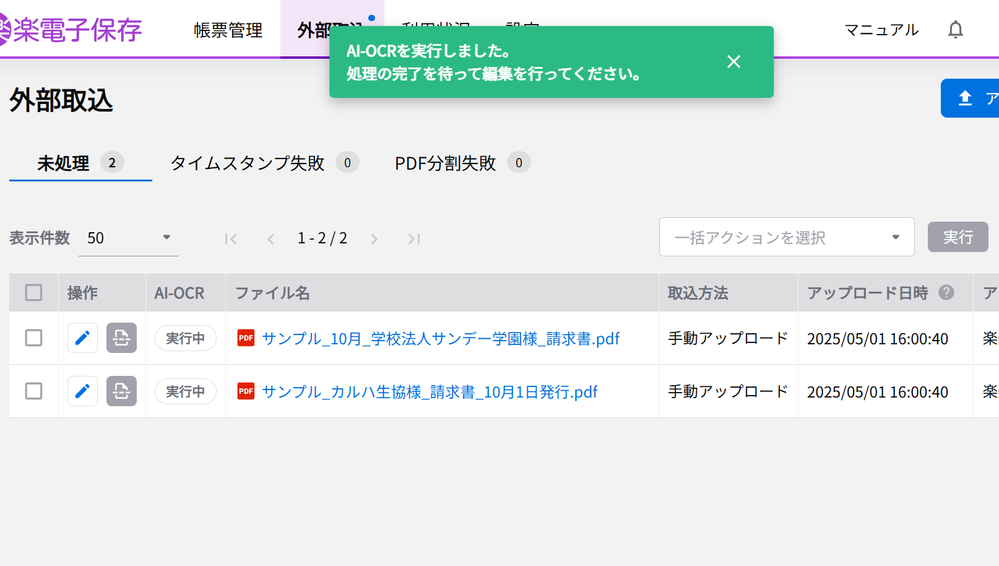 楽電子保存
帳票管理
外部取込
利用状況
設定
マニュアル
AI-OCRを実行しました。
処理の完了を待って編集を行ってください。
外部取込
ア
未処理 2
タイムスタンプ失敗 0
PDF分割失敗 0
表示件数 50
1 - 2 / 2
一括アクションを選択
実行
操作 AI-OCR ファイル名 取込方法 アップロード日時 ? ア
実行中 PDF サンプル_10月_学校法人サンデー学園様_請求書.pdf 手動アップロード 2025/05/01 16:00:40 楽
実行中 PDF サンプル_カルハ生協様_請求書_10月1日発行.pdf 手動アップロード 2025/05/01 16:00:40 楽